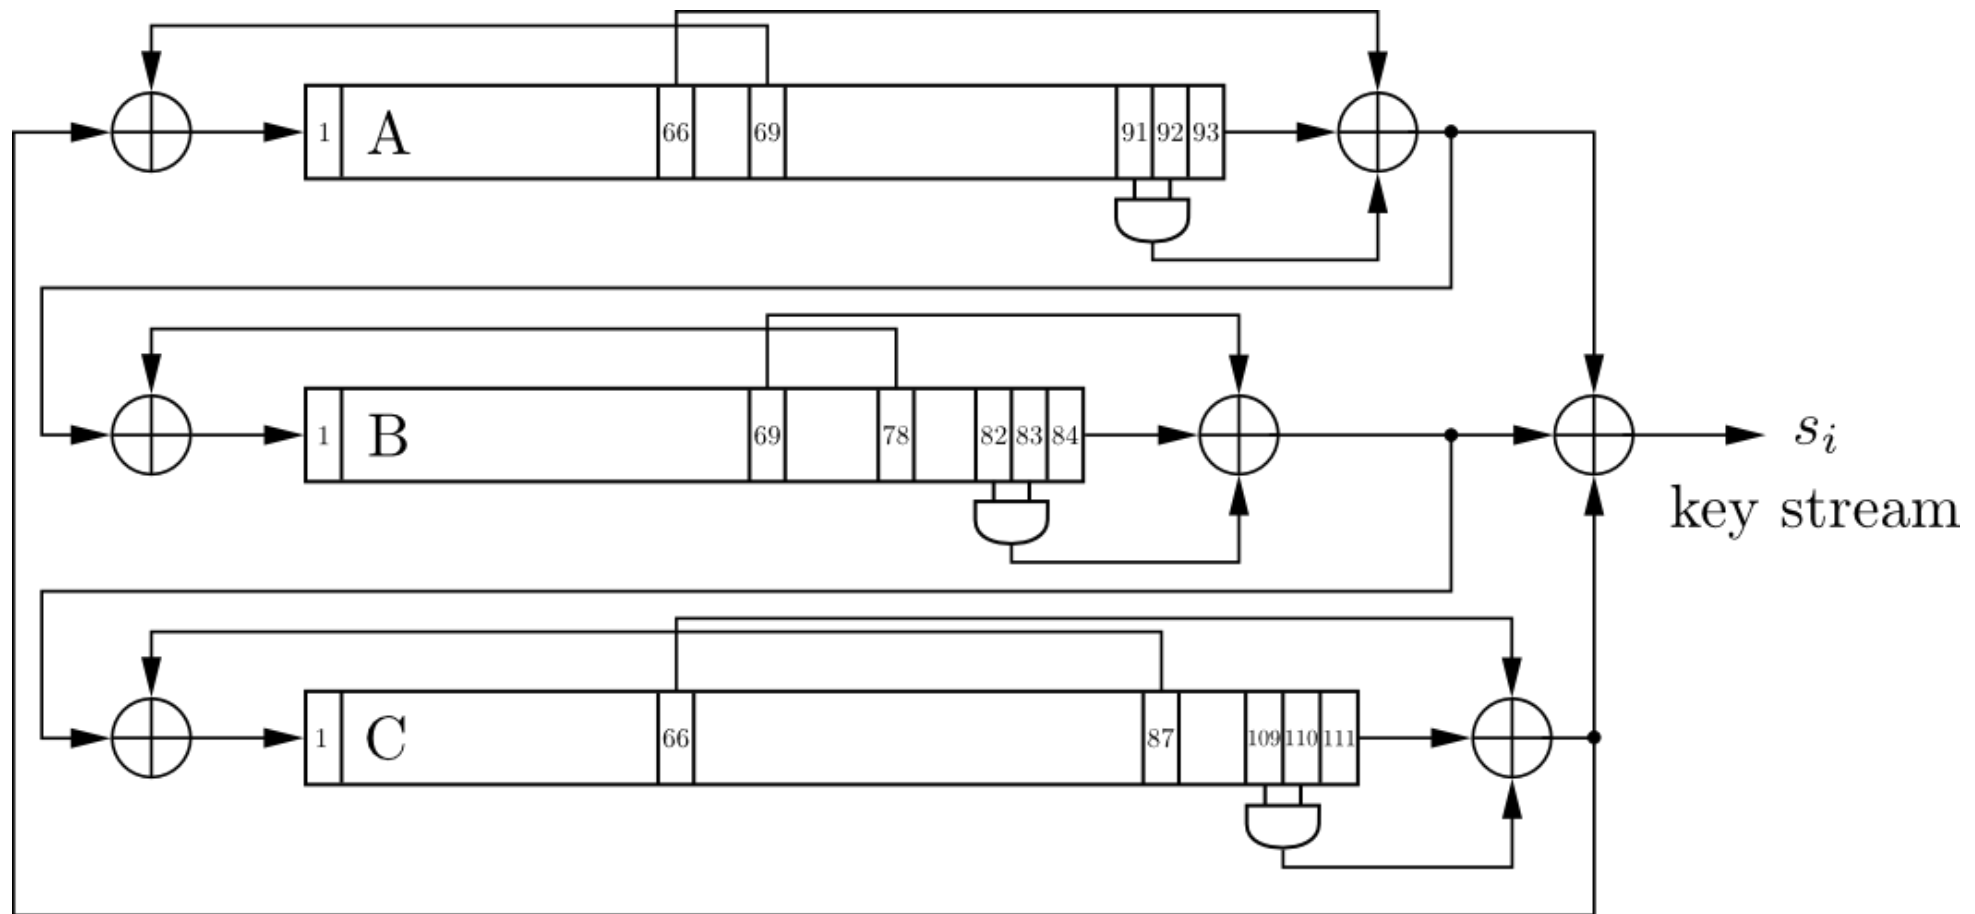 1 A 66 69 91 92 93
1 B 69 78 82 83 84
s_i
key stream
1 C 66 87 109 110 111